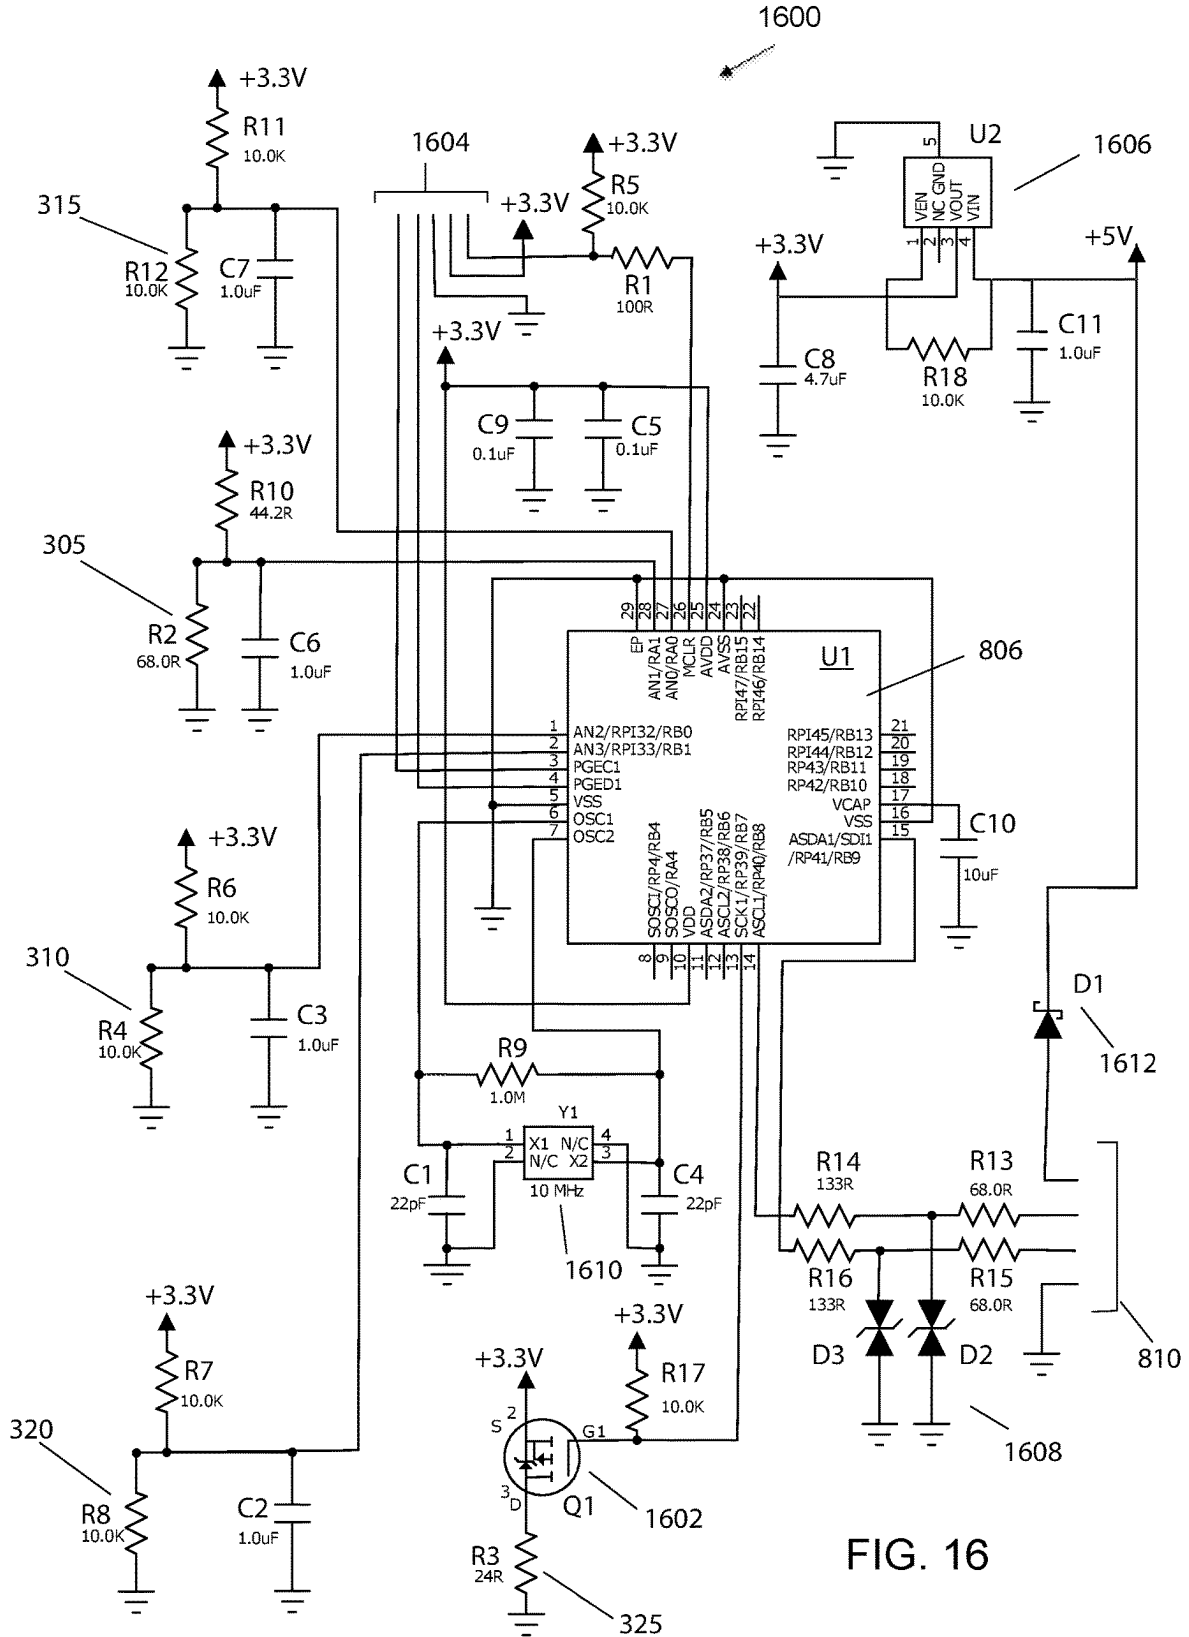 1600
+3.3V
R11
10.0K
315
R12
10.0K
C7
1.0uF
1604
+3.3V
+3.3V
R5
10.0K
R1
100R
U2
1606
5
VEN
NC GND
VOUT
VIN
1
2
3
4
+3.3V
+5V
C8
4.7uF
R18
10.0K
C11
1.0uF
+3.3V
C9
0.1uF
C5
0.1uF
+3.3V
R10
44.2R
305
R2
68.0R
C6
1.0uF
29
28
27
26
25
24
23
22
EP
AN1/RA1
AN0/RA0
MCLR
AVDD
AVSS
RPI47/RB15
RPI46/RB14
U1
806
1
2
3
4
5
6
7
AN2/RPI32/RB0
AN3/RPI33/RB1
PGEC1
PGED1
VSS
OSC1
OSC2
RPI45/RB13
RPI44/RB12
RP43/RB11
RP42/RB10
VCAP
VSS
ASDA1/SDI1
/RP41/RB9
21
20
19
18
17
16
15
C10
10uF
SOSCI/RP4/RB4
SOSCO/RA4
VDD
ASDA2/RP37/RB5
ASCL2/RP38/RB6
SCK1/RP39/RB7
ASCL1/RP40/RB8
8
9
10
11
12
13
14
+3.3V
R6
10.0K
310
R4
10.0K
C3
1.0uF
D1
1612
R9
1.0M
Y1
1
2
X1
N/C
N/C
X2
4
3
10 MHz
C1
22pF
C4
22pF
1610
R14
133R
R13
68.0R
R16
133R
R15
68.0R
D3
D2
810
1608
+3.3V
R7
10.0K
320
R8
10.0K
C2
1.0uF
+3.3V
+3.3V
R17
10.0K
S
2
G1
3
D
Q1
1602
R3
24R
325
FIG. 16